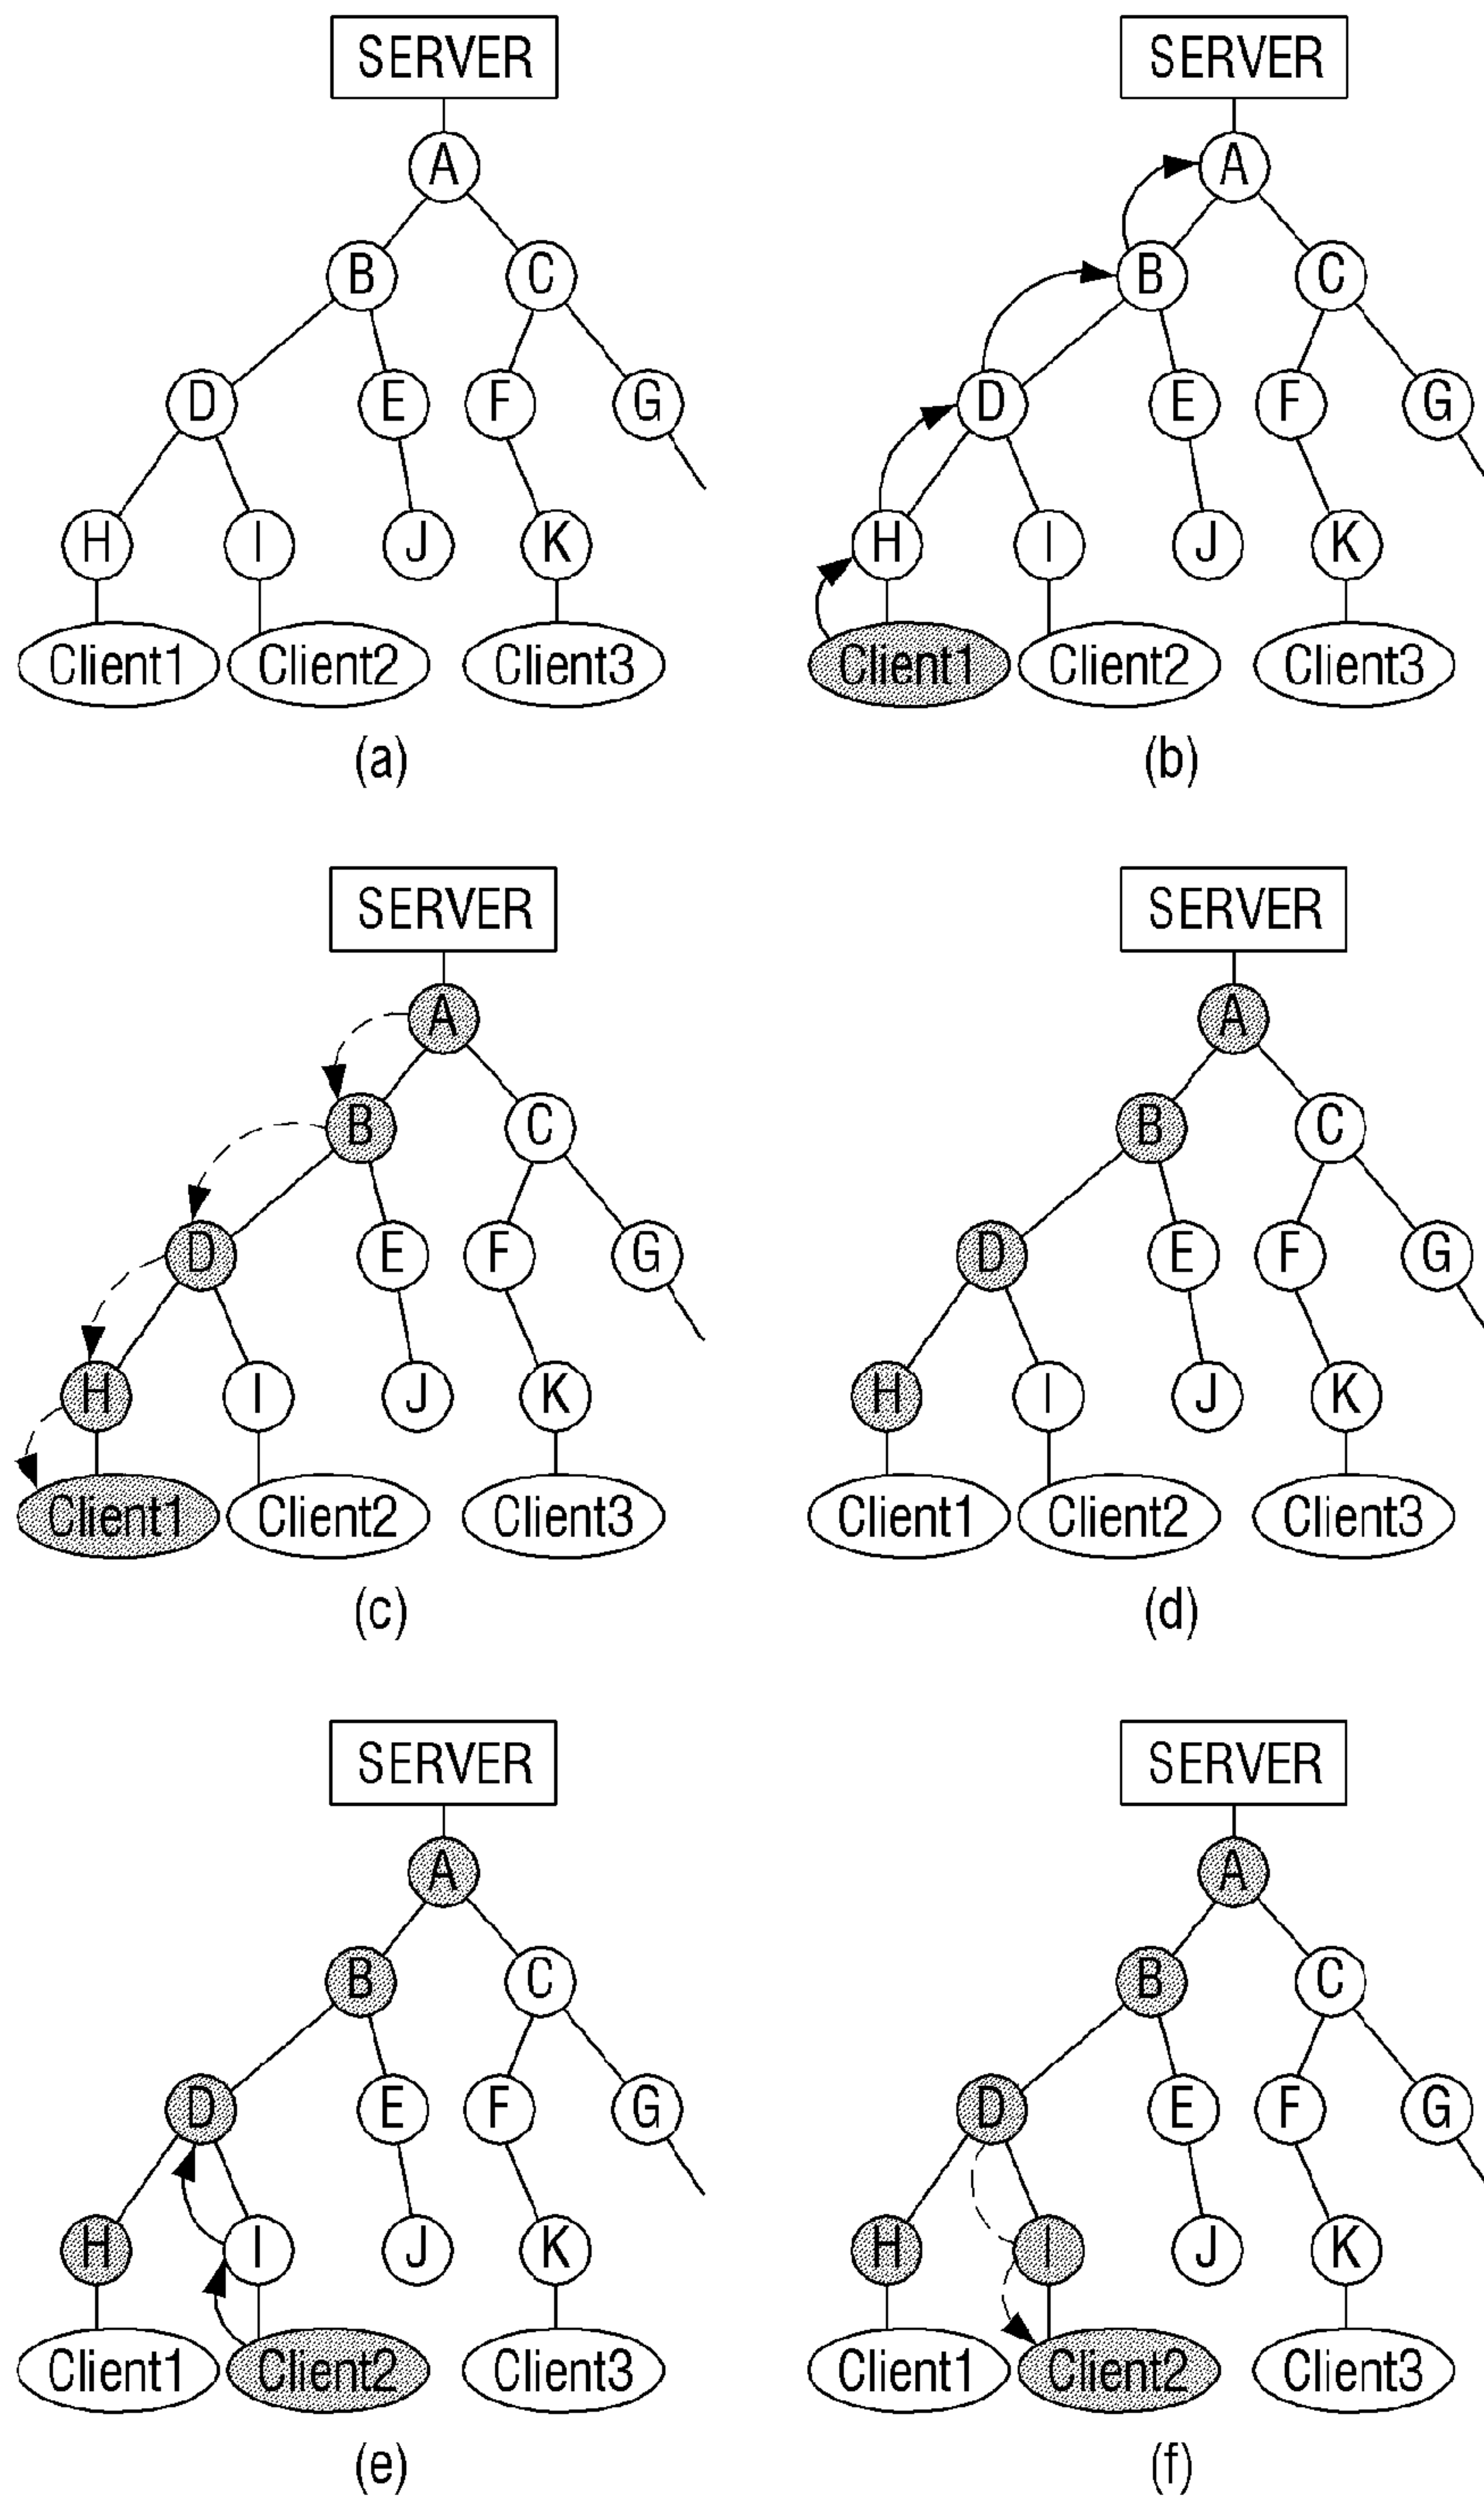 SERVER SERVER
A A
B C B C
D E F G D E F G
H I J K H I J K
Client1 Client2 Client3 Client1 Client2 Client3
(a) (b)
SERVER SERVER
A A
B C B C
D E F G D E F G
H I J K H I J K
Client1 Client2 Client3 Client1 Client2 Client3
(c) (d)
SERVER SERVER
A A
B C B C
D E F G D E F G
H I J K H I J K
Client1 Client2 Client3 Client1 Client2 Client3
(e) (f)